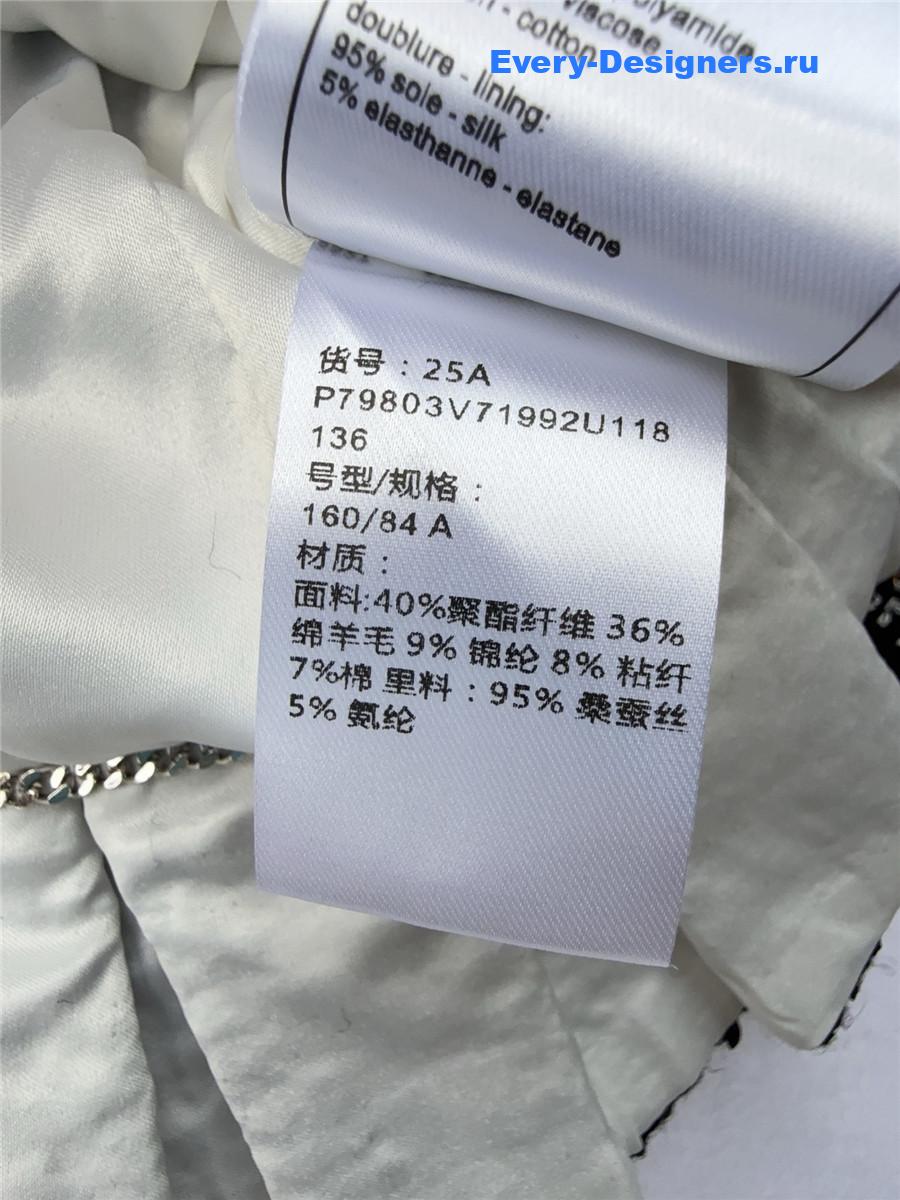 Every-Designers.ru
viscose
- cotton
doublure - lining:
95% soie - silk
5% elasthanne - elastane
货号：25A
P79803V71992U118
136
号型/规格：
160/84 A
材质：
面料:40%聚酯纤维 36%
绵羊毛 9% 锦纶 8% 粘纤
7%棉 里料：95% 桑蚕丝
5% 氨纶